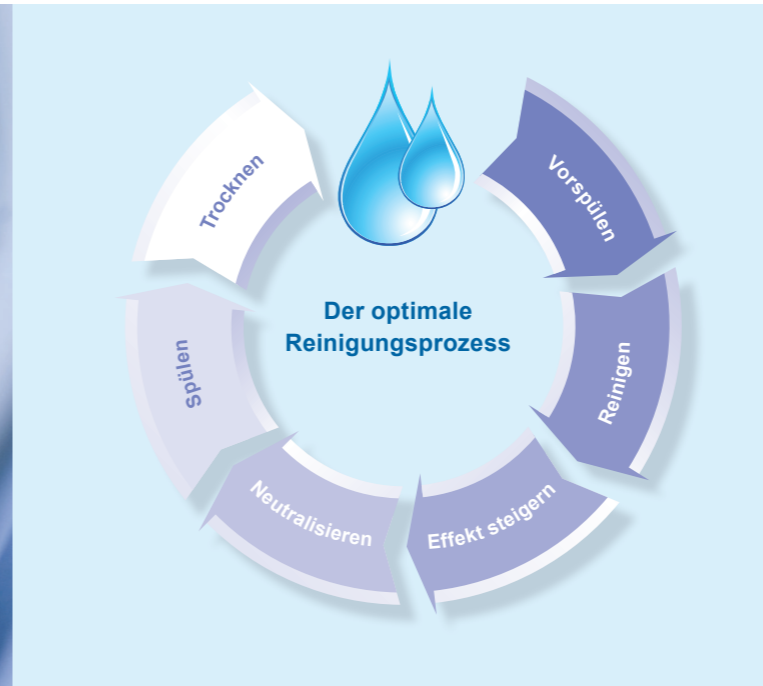 Der optimale
Reinigungsprozess
Vorspülen
Reinigen
Effekt steigern
Neutralisieren
Spülen
Trocknen